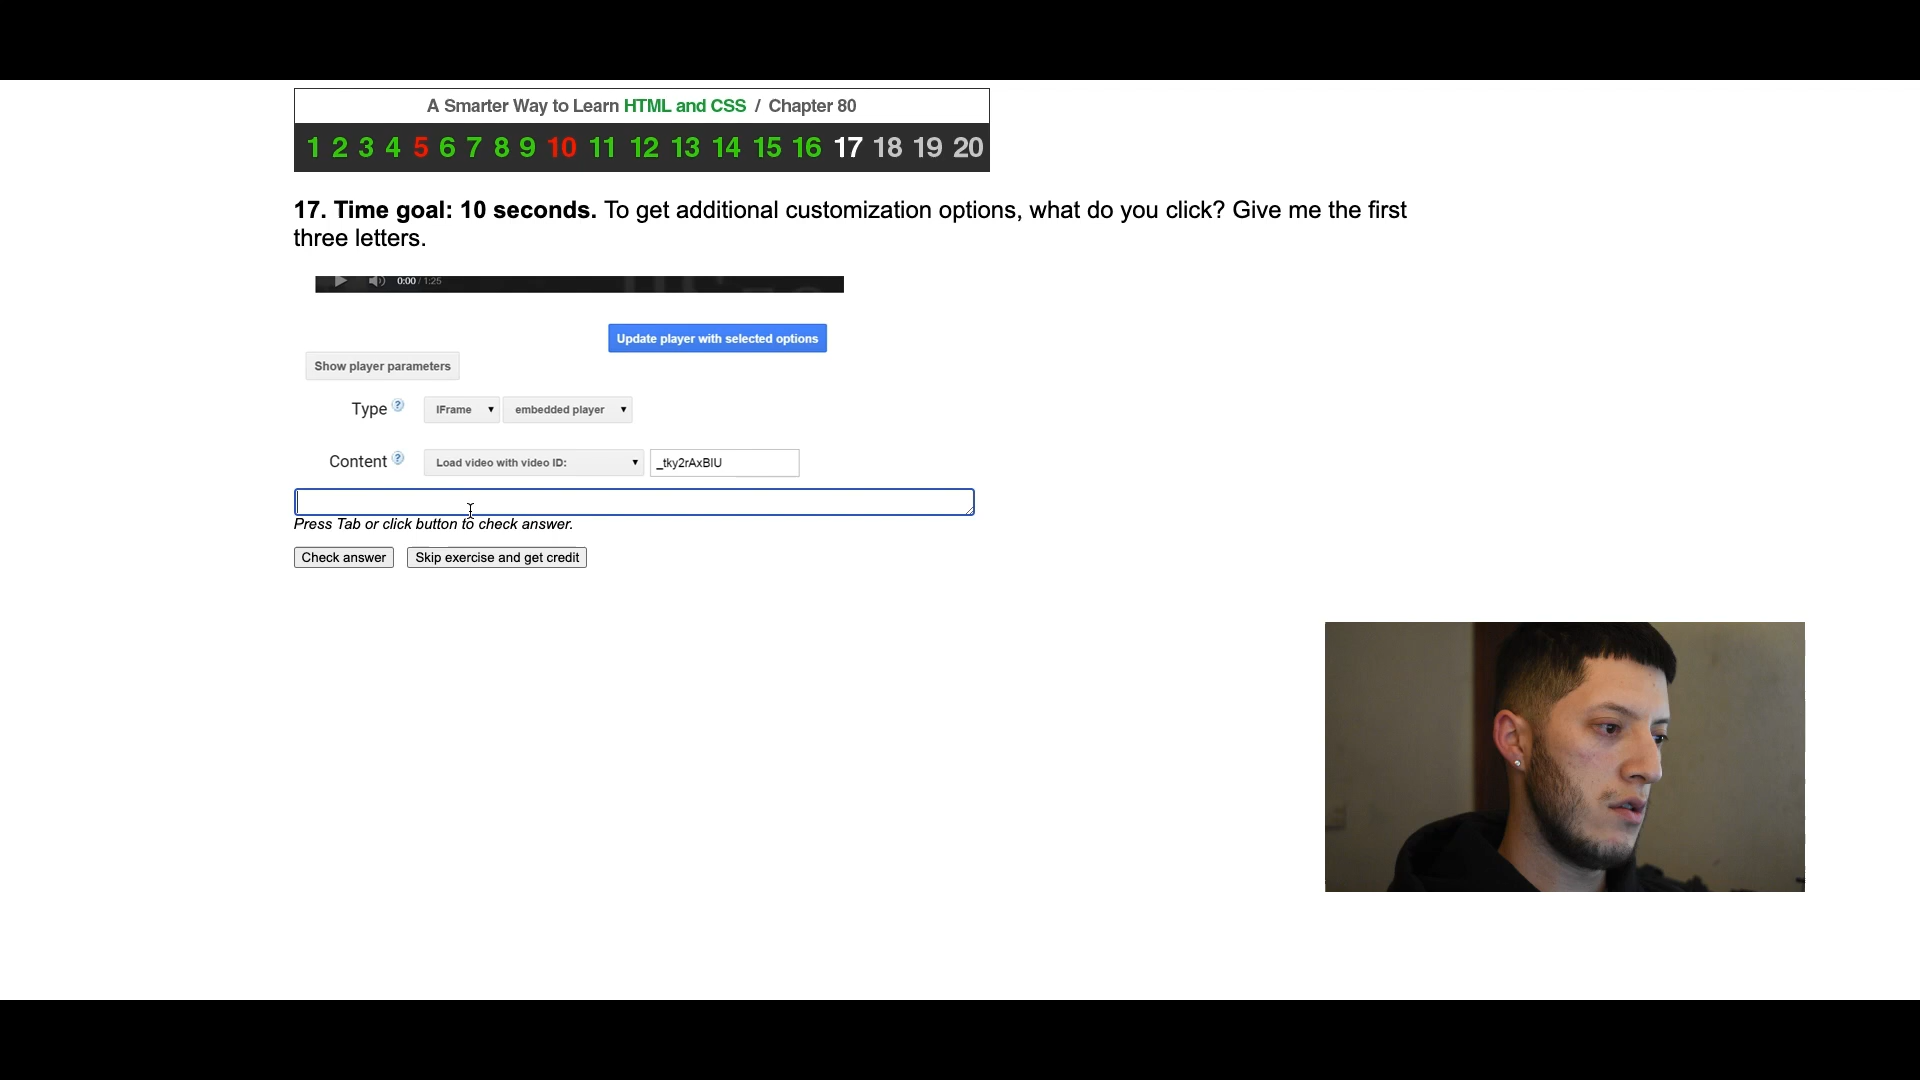 A Smarter Way to Learn HTML and CSS / Chapter 80
1 2 3 4 5 6 7 8 9 10 11 12 13 14 15 16 17 18 19 20
17. Time goal: 10 seconds. To get additional customization options, what do you click? Give me the first
three letters.
0:00 / 1:25
Update player with selected options
Show player parameters
Type ? IFrame ▼ embedded player ▼
Content ? Load video with video ID: ▼ _tky2rAxBIU
Press Tab or click button to check answer.
Check answer Skip exercise and get credit